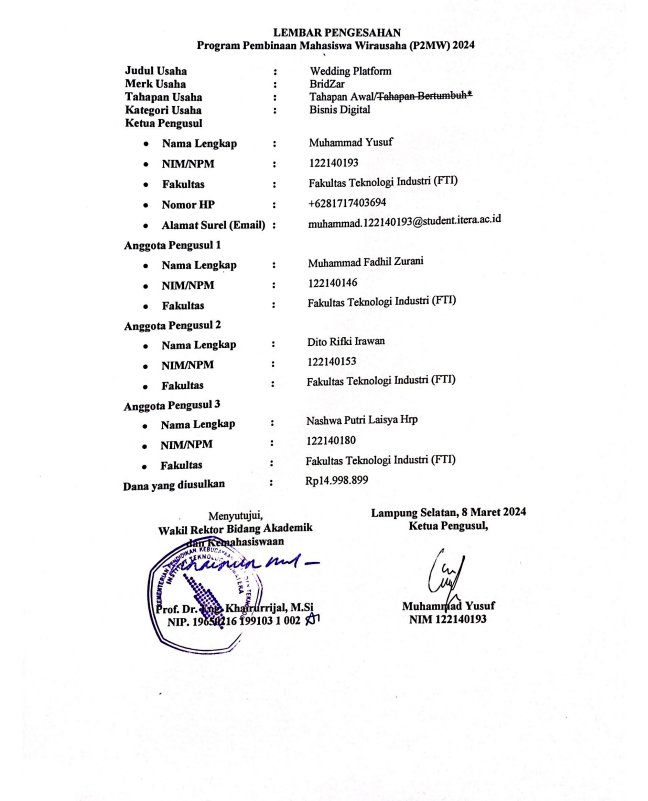 LEMBAR PENGESAHAN
Program Pembinaan Mahasiswa Wirausaha (P2MW) 2024
Judul Usaha : Wedding Platform
Merk Usaha : BridZar
Tahapan Usaha : Tahapan Awal/Tahapan Bertumbuh*
Kategori Usaha : Bisnis Digital
Ketua Pengusul
• Nama Lengkap : Muhammad Yusuf
• NIM/NPM : 122140193
• Fakultas : Fakultas Teknologi Industri (FTI)
• Nomor HP : +6281717403694
• Alamat Surel (Email) : muhammad.122140193@student.itera.ac.id
Anggota Pengusul 1
• Nama Lengkap : Muhammad Fadhil Zurani
• NIM/NPM : 122140146
• Fakultas : Fakultas Teknologi Industri (FTI)
Anggota Pengusul 2
• Nama Lengkap : Dito Rifki Irawan
• NIM/NPM : 122140153
• Fakultas : Fakultas Teknologi Industri (FTI)
Anggota Pengusul 3
• Nama Lengkap : Nashwa Putri Laisya Hrp
• NIM/NPM : 122140180
• Fakultas : Fakultas Teknologi Industri (FTI)
Dana yang diusulkan : Rp14.998.899
Menyutujui,
Wakil Rektor Bidang Akademik
dan Kemahasiswaan
Prof. Dr. Eng. Khairurrijal, M.Si
NIP. 19650216 199103 1 002
Lampung Selatan, 8 Maret 2024
Ketua Pengusul,
Muhammad Yusuf
NIM 122140193